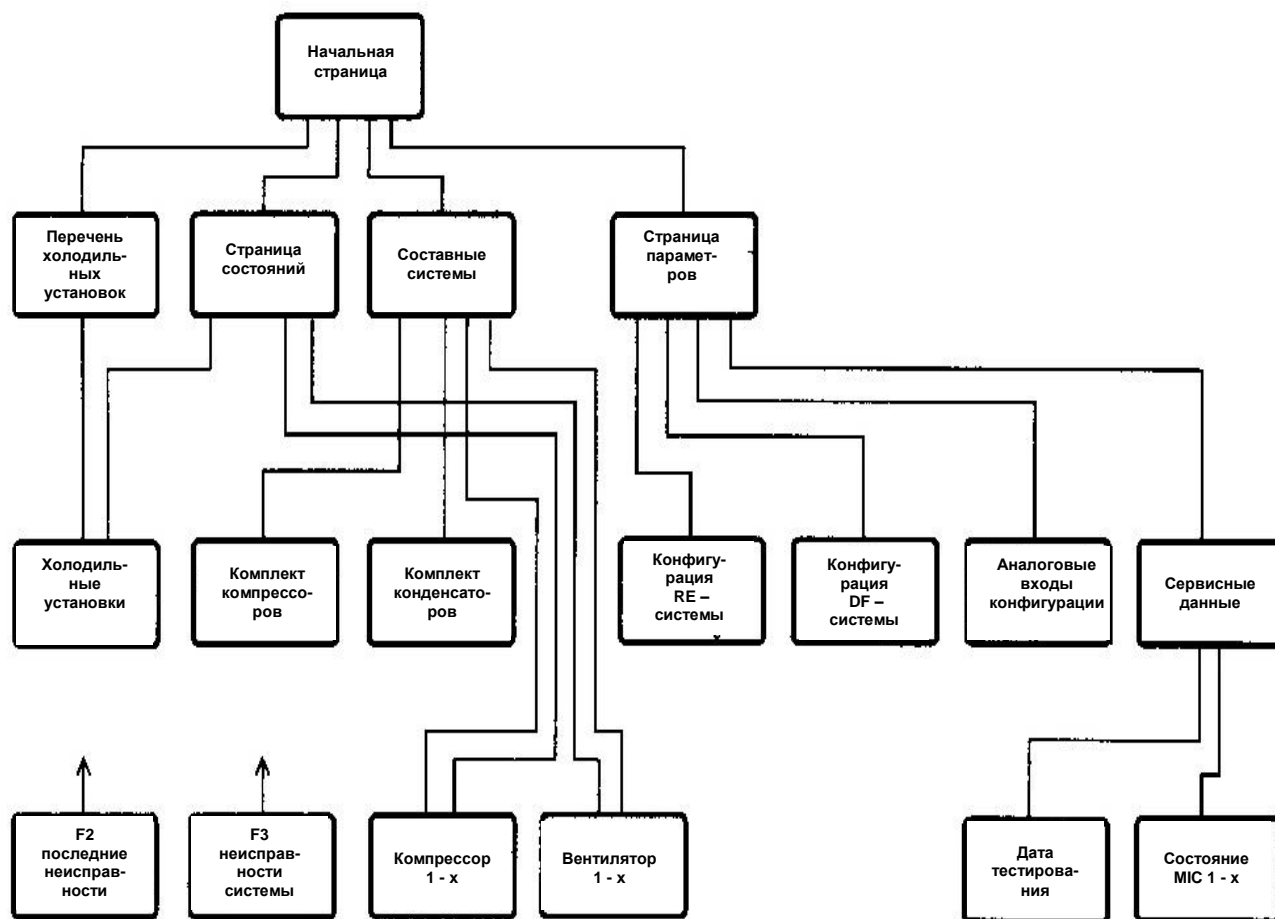 Начальная
страница
Перечень
холодиль-
ных
установок
Страница
состояний
Составные
системы
Страница
парамет-
ров
Холодиль-
ные
установки
Комплект
компрессо-
ров
Комплект
конденсато-
ров
Конфигу-
рация
RE –
системы
x
Конфигу-
рация
DF –
системы
Аналоговые
входы
конфигурации
Сервисные
данные
F2
последние
неисправ-
ности
F3
неисправ-
ности
системы
Компрессор
1 - x
Вентилятор
1 - x
Дата
тестирова-
ния
Состояние
MIC 1 - x